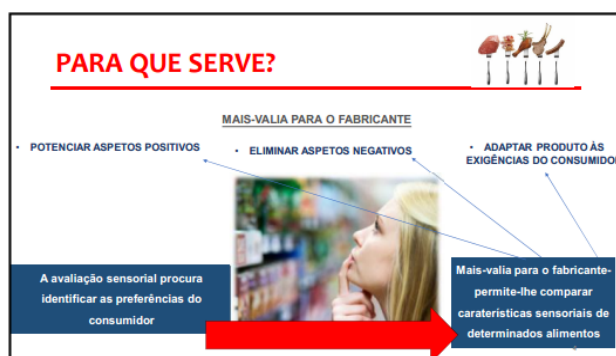 PARA QUE SERVE?
MAIS-VALIA PARA O FABRICANTE
• POTENCIAR ASPETOS POSITIVOS
• ELIMINAR ASPETOS NEGATIVOS
• ADAPTAR PRODUTO ÀS
EXIGÊNCIAS DO CONSUMIDOR
A avaliação sensorial procura
identificar as preferências do
consumidor
Mais-valia para o fabricante-
permite-lhe comparar
caraterísticas sensoriais de
determinados alimentos